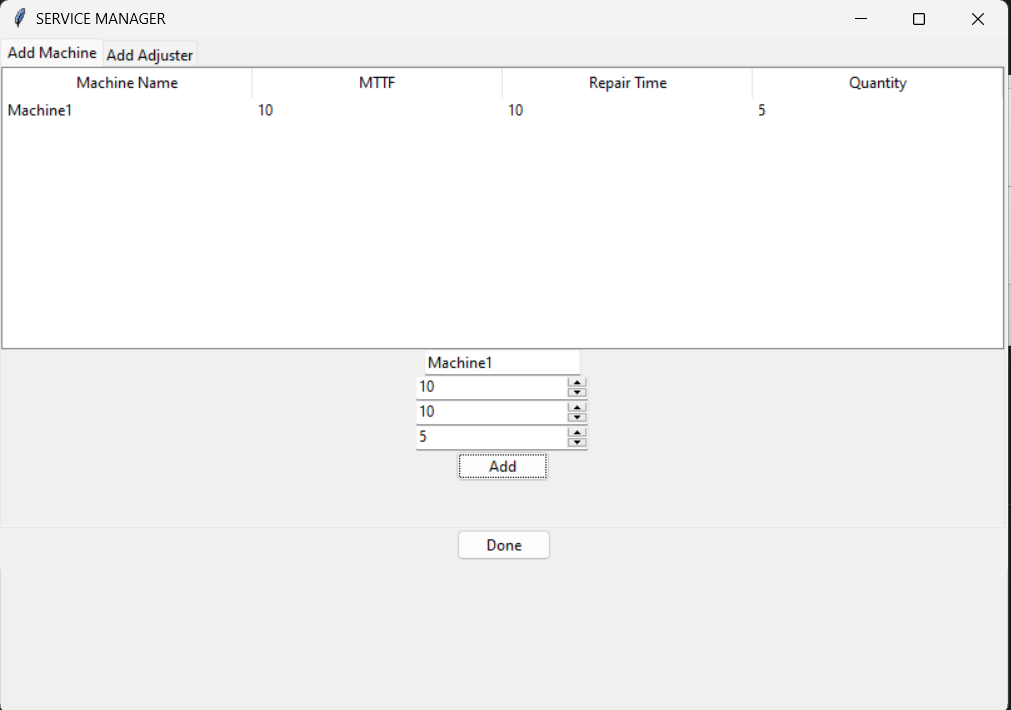 SERVICE MANAGER
Add Machine Add Adjuster
Machine Name MTTF Repair Time Quantity
Machine1 10 10 5
Machine1
10
10
5
Add
Done